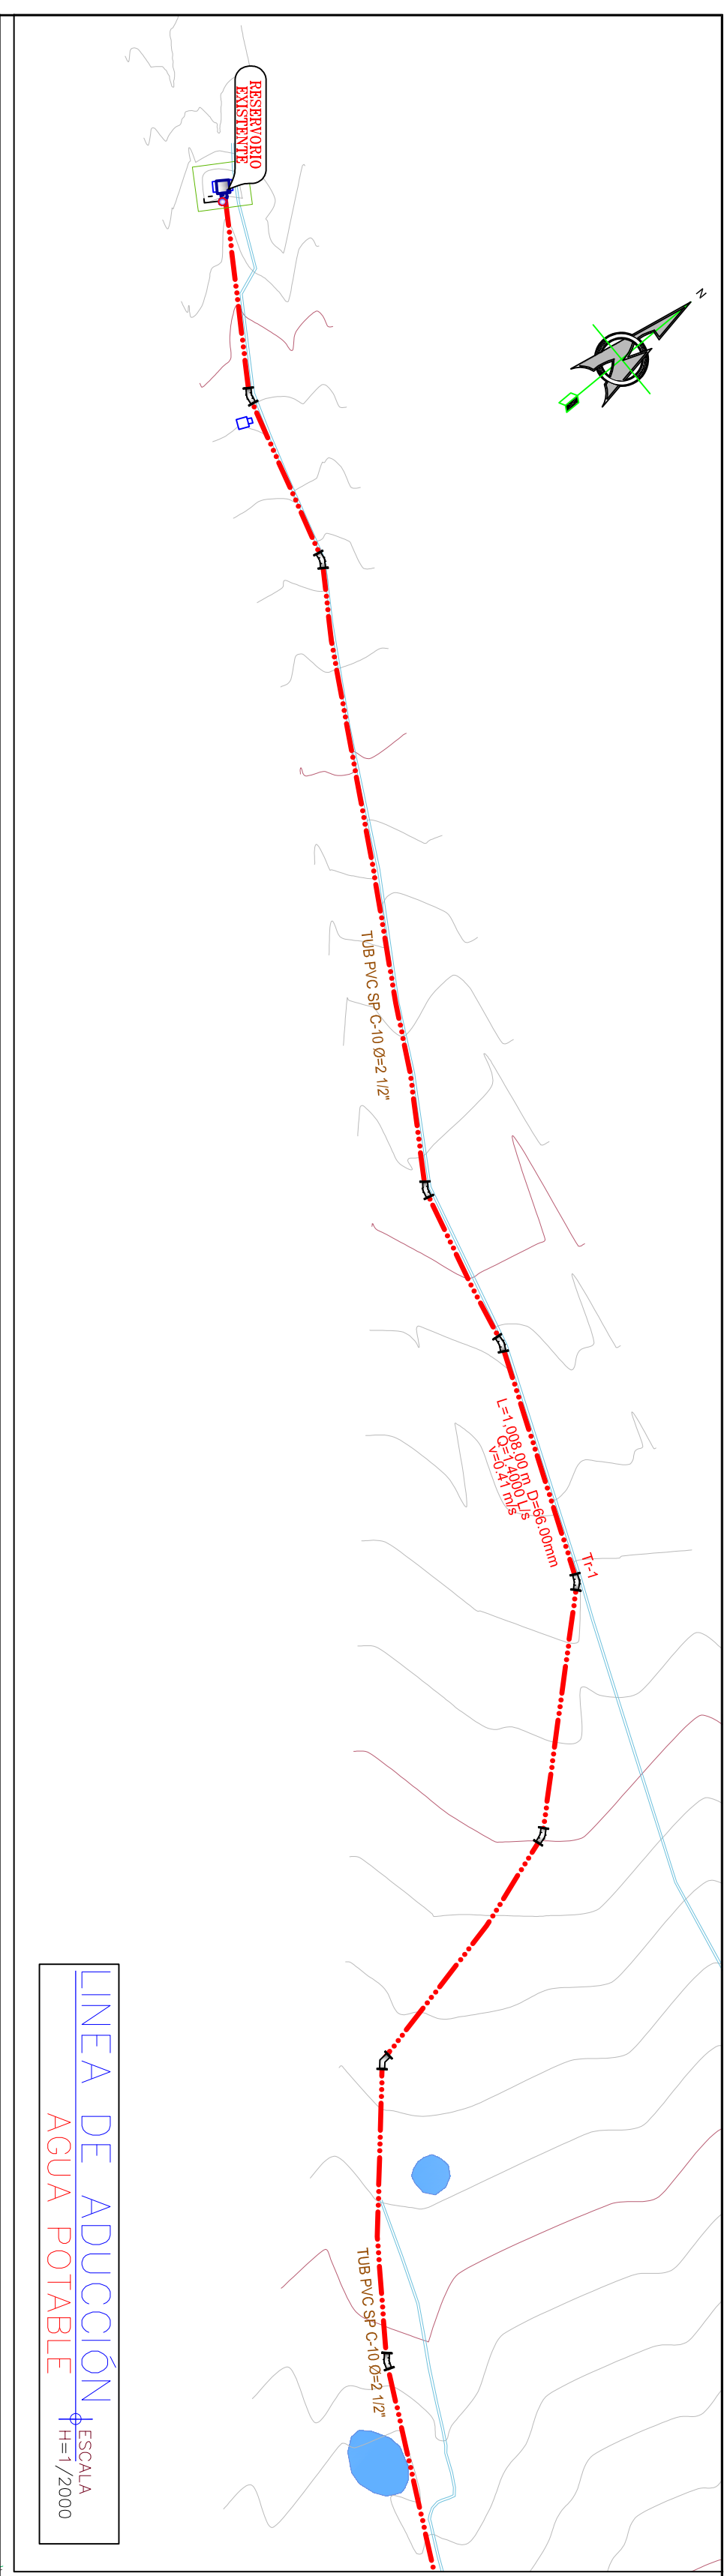 RESERVORIO
EXISTENTE
N
TUB PVC SP C-10 Ø=2 1/2"
L=1,008.00 m D=66.00mm
Q=1.4000 L/s
v=0.41 m/s
Tr-1
TUB PVC SP C-10 Ø=2 1/2"
LINEA DE ADUCCIÓN
AGUA POTABLE
ESCALA
H=1/2000